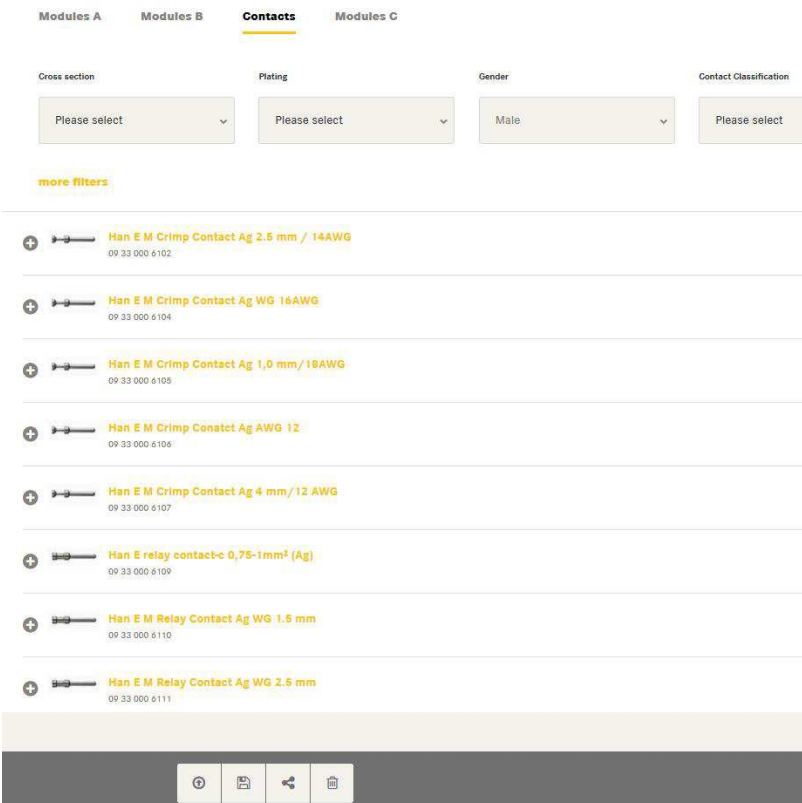 Modules A Modules B Contacts Modules C
Cross section Plating Gender Contact Classification
Please select Please select Male Please select
more filters
Han E M Crimp Contact Ag 2.5 mm / 14AWG
09 33 000 6102
Han E M Crimp Contact Ag WG 16AWG
09 33 000 6104
Han E M Crimp Contact Ag 1,0 mm/18AWG
09 33 000 6105
Han E M Crimp Conatct Ag AWG 12
09 33 000 6106
Han E M Crimp Contact Ag 4 mm/12 AWG
09 33 000 6107
Han E relay contact-c 0,75-1mm² (Ag)
09 33 000 6109
Han E M Relay Contact Ag WG 1.5 mm
09 33 000 6110
Han E M Relay Contact Ag WG 2.5 mm
09 33 000 6111